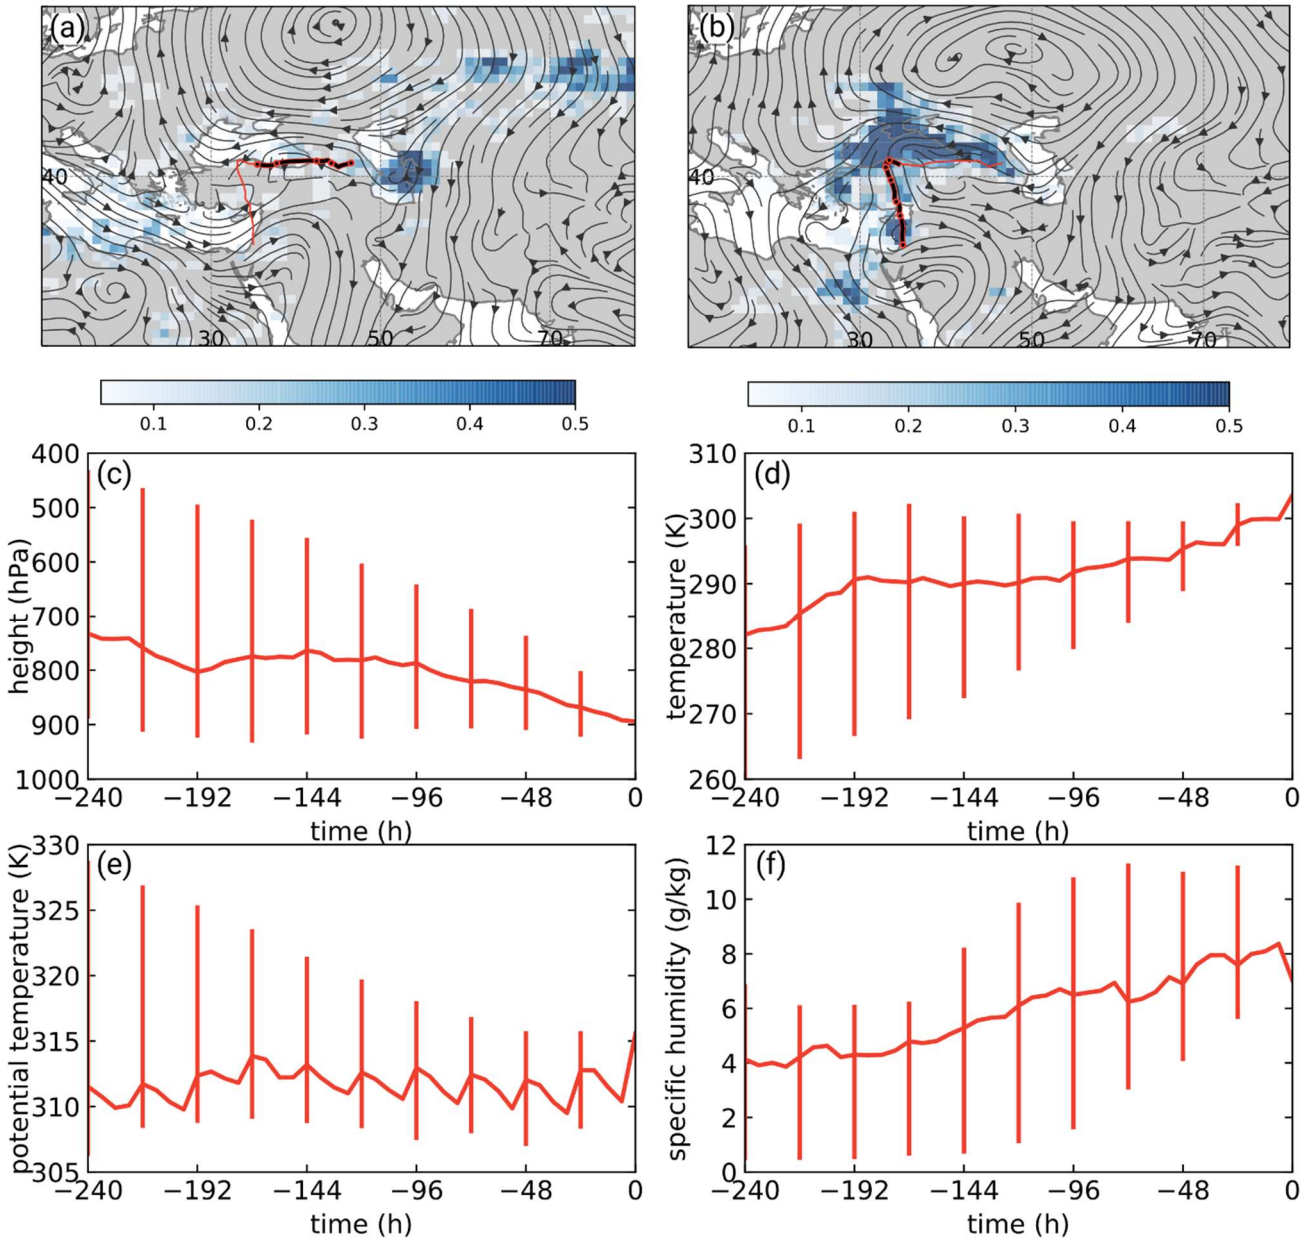 (a) (b)
40 40
30 50 70 30 50 70
0.1 0.2 0.3 0.4 0.5 0.1 0.2 0.3 0.4 0.5
(c)
400
500
600
700
800
900
1000
height (hPa)
−240 −192 −144 −96 −48 0
time (h)
(d)
310
300
290
280
270
260
temperature (K)
−240 −192 −144 −96 −48 0
time (h)
(e)
330
325
320
315
310
305
potential temperature (K)
−240 −192 −144 −96 −48 0
time (h)
(f)
12
10
8
6
4
2
0
specific humidity (g/kg)
−240 −192 −144 −96 −48 0
time (h)